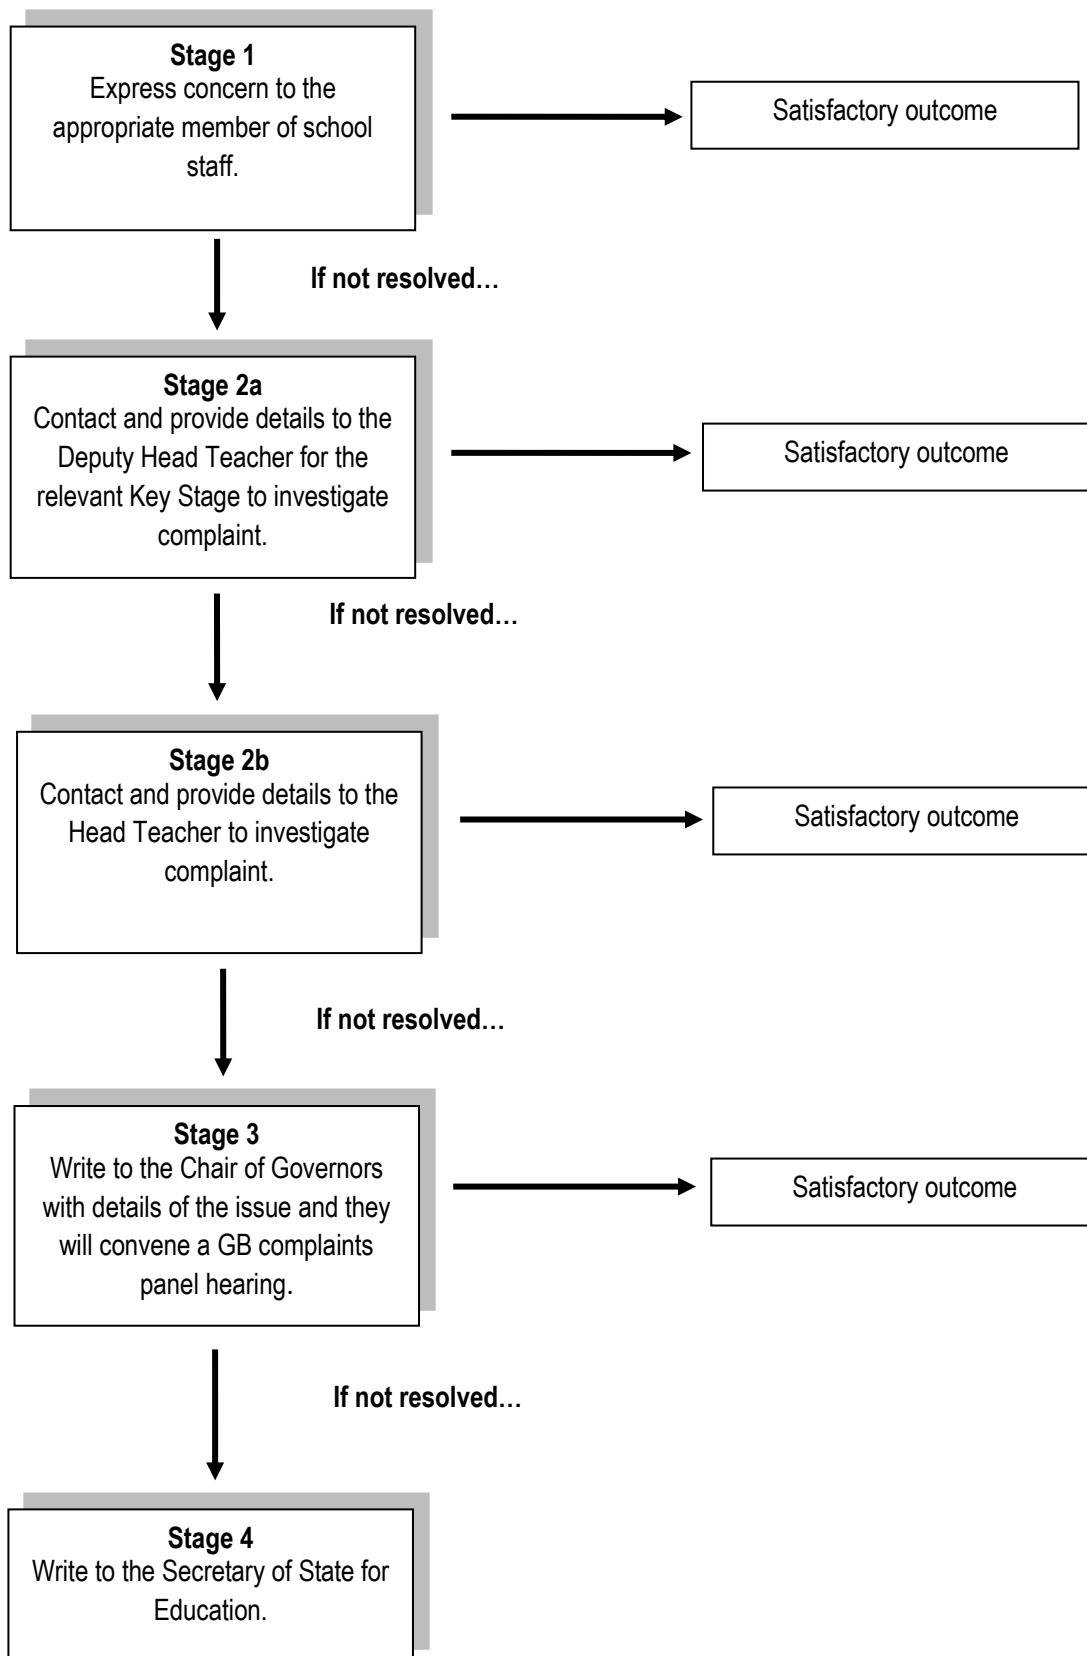 Stage 1
Express concern to the
appropriate member of school
staff.
Satisfactory outcome
If not resolved…
Stage 2a
Contact and provide details to the
Deputy Head Teacher for the
relevant Key Stage to investigate
complaint.
Satisfactory outcome
If not resolved…
Stage 2b
Contact and provide details to the
Head Teacher to investigate
complaint.
Satisfactory outcome
If not resolved…
Stage 3
Write to the Chair of Governors
with details of the issue and they
will convene a GB complaints
panel hearing.
Satisfactory outcome
If not resolved…
Stage 4
Write to the Secretary of State for
Education.